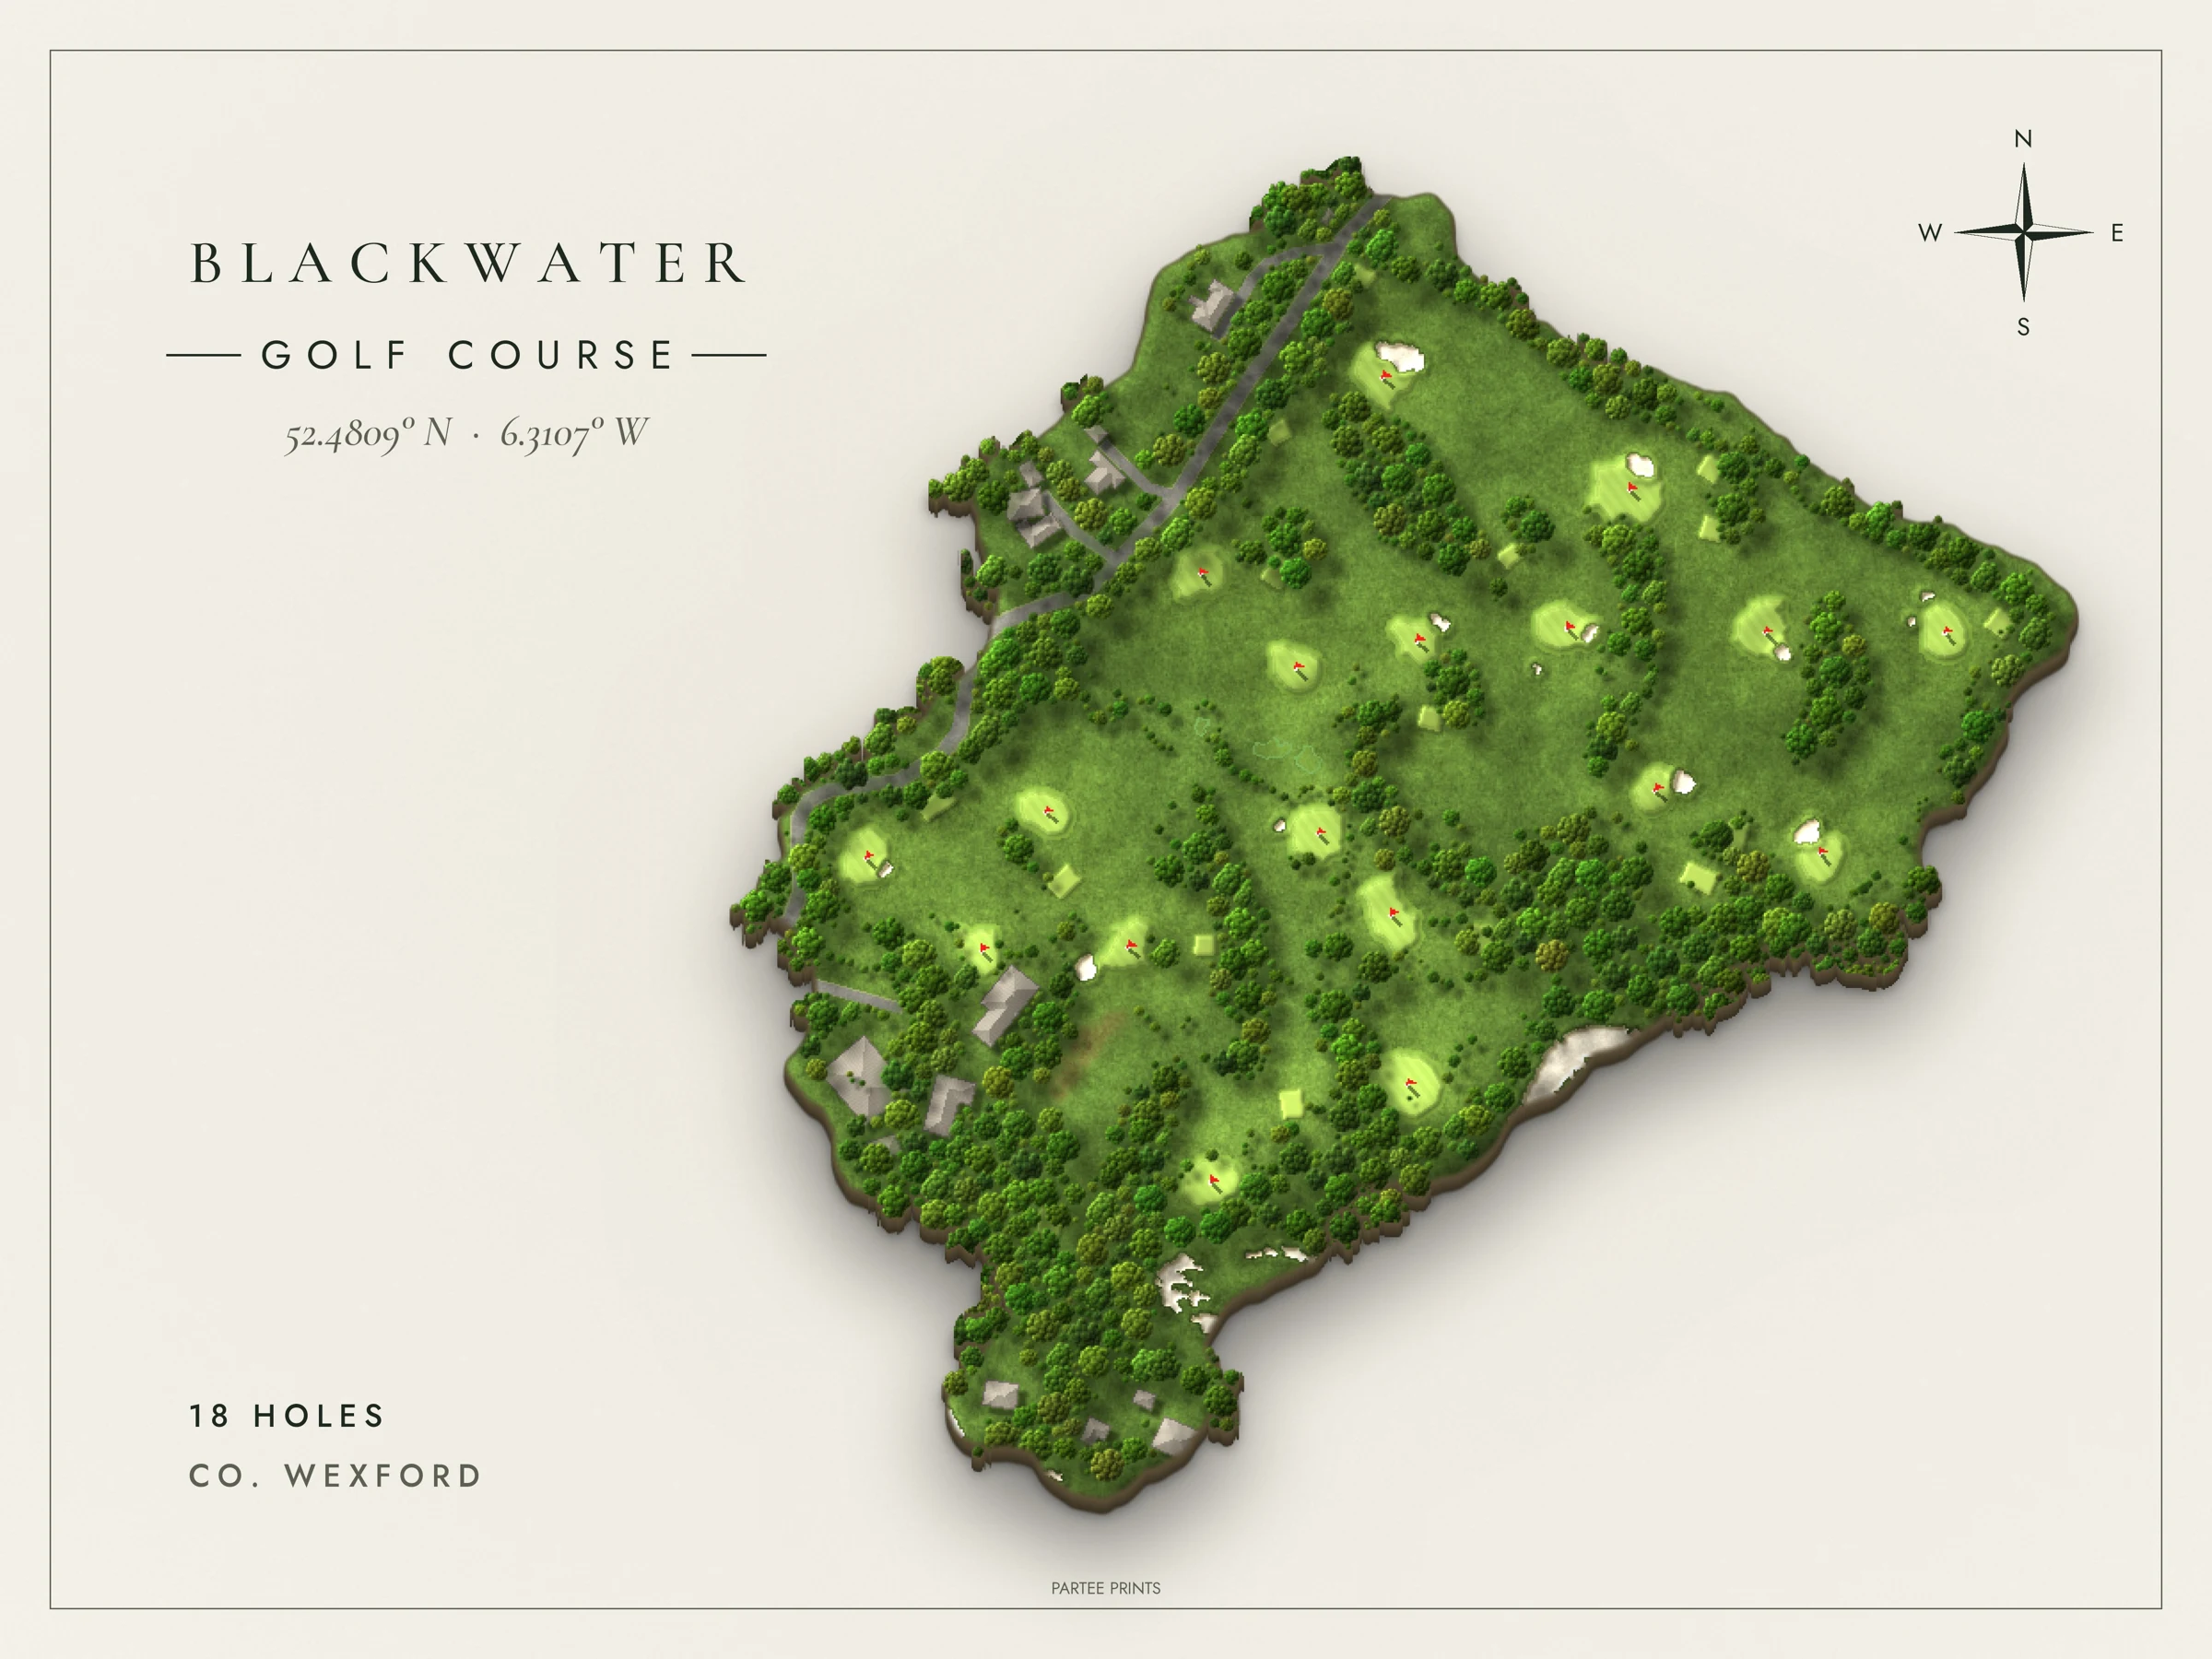 BLACKWATER
GOLF COURSE
52.4809° N · 6.3107° W
N
W E
S
18 HOLES
CO. WEXFORD
PARTEE PRINTS